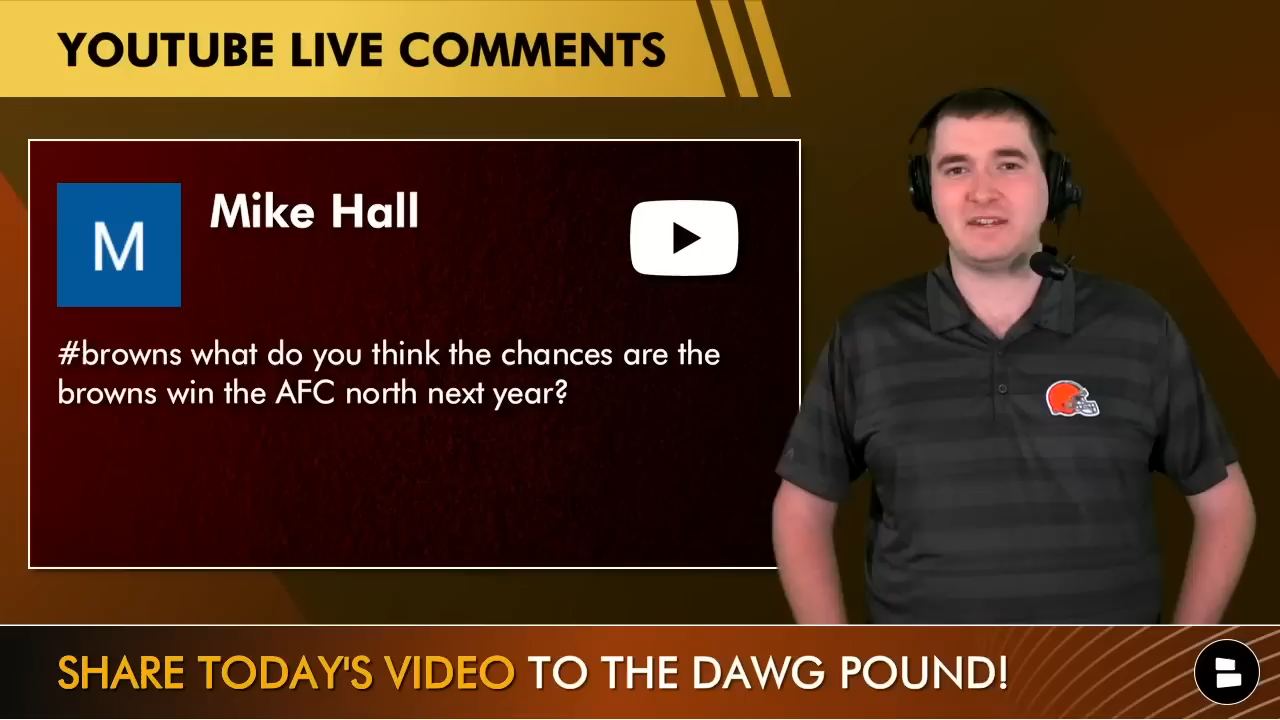 YOUTUBE LIVE COMMENTS
M
Mike Hall
#browns what do you think the chances are the
browns win the AFC north next year?
SHARE TODAY'S VIDEO TO THE DAWG POUND!